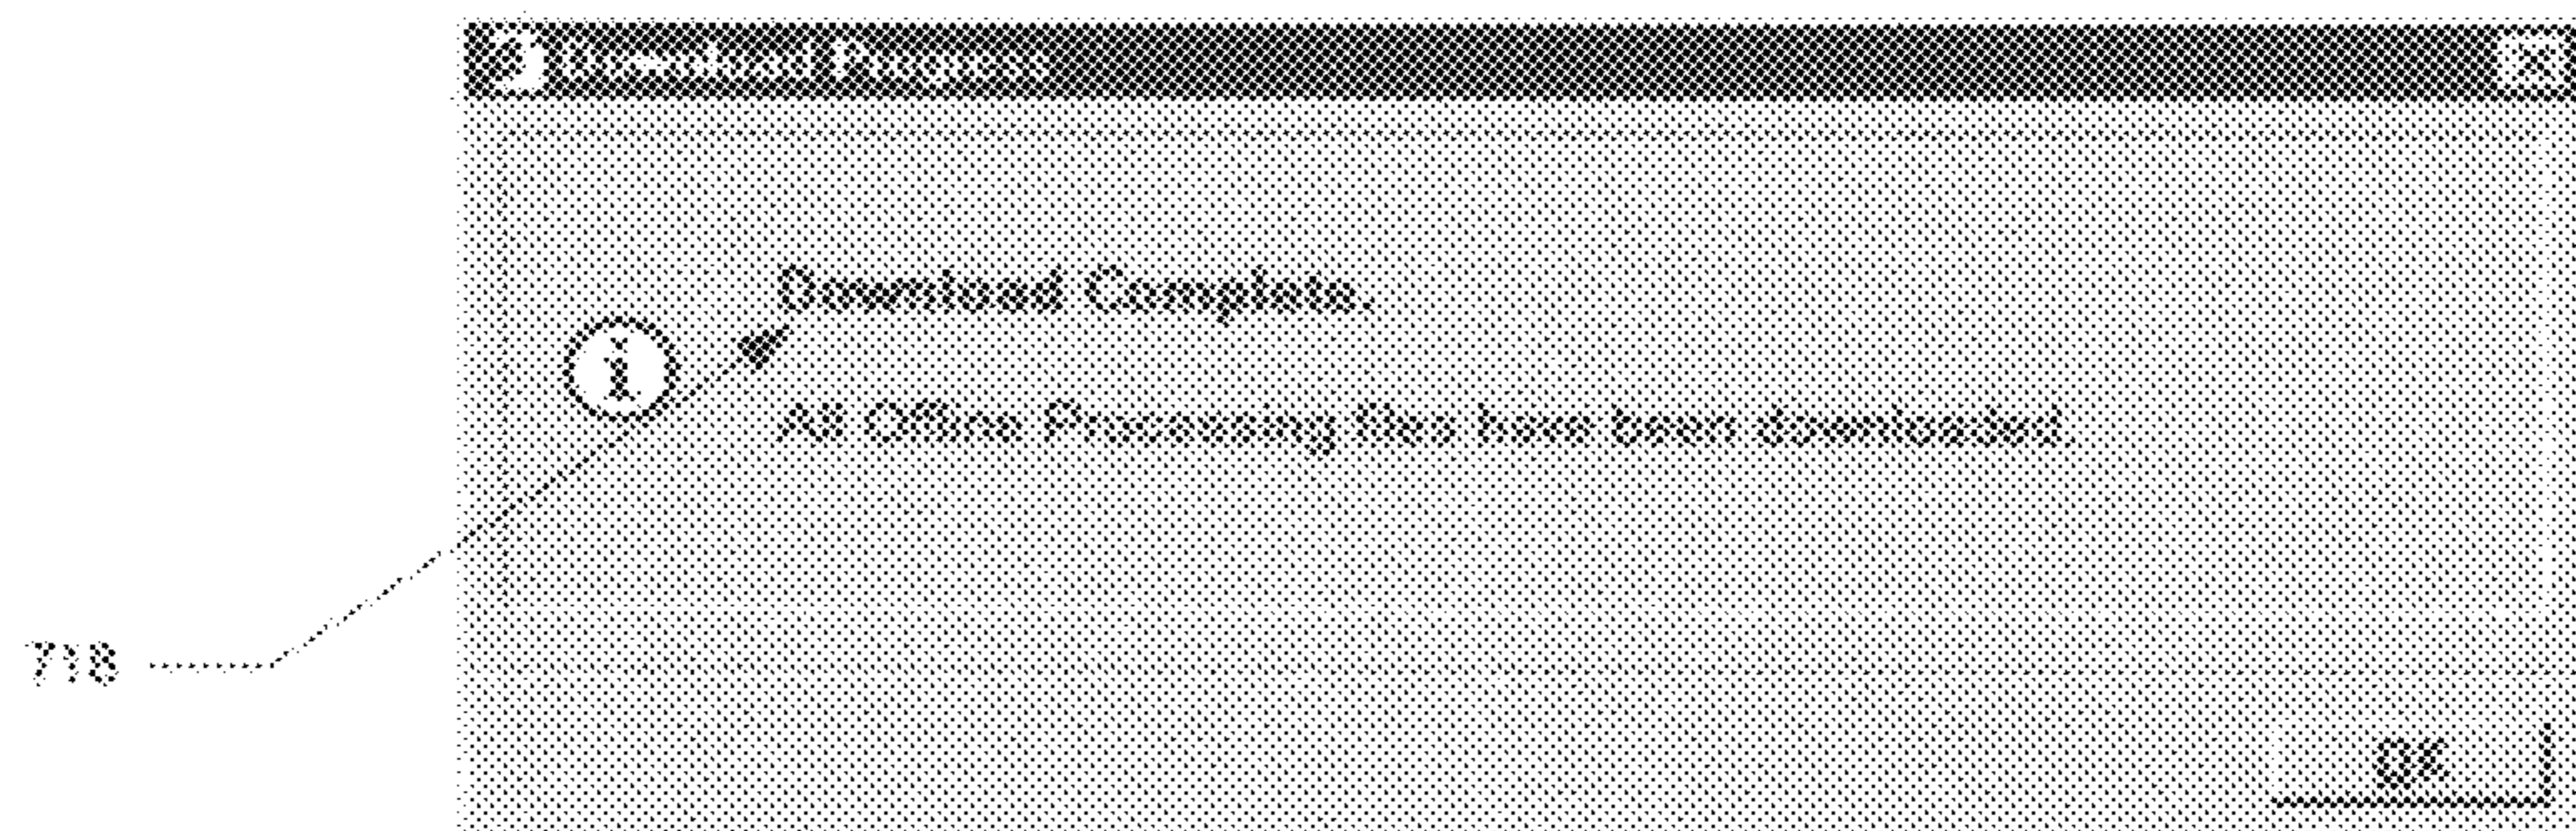 Download Progress
Download Complete.
i
All Offline Processing files have been downloaded.
718
OK